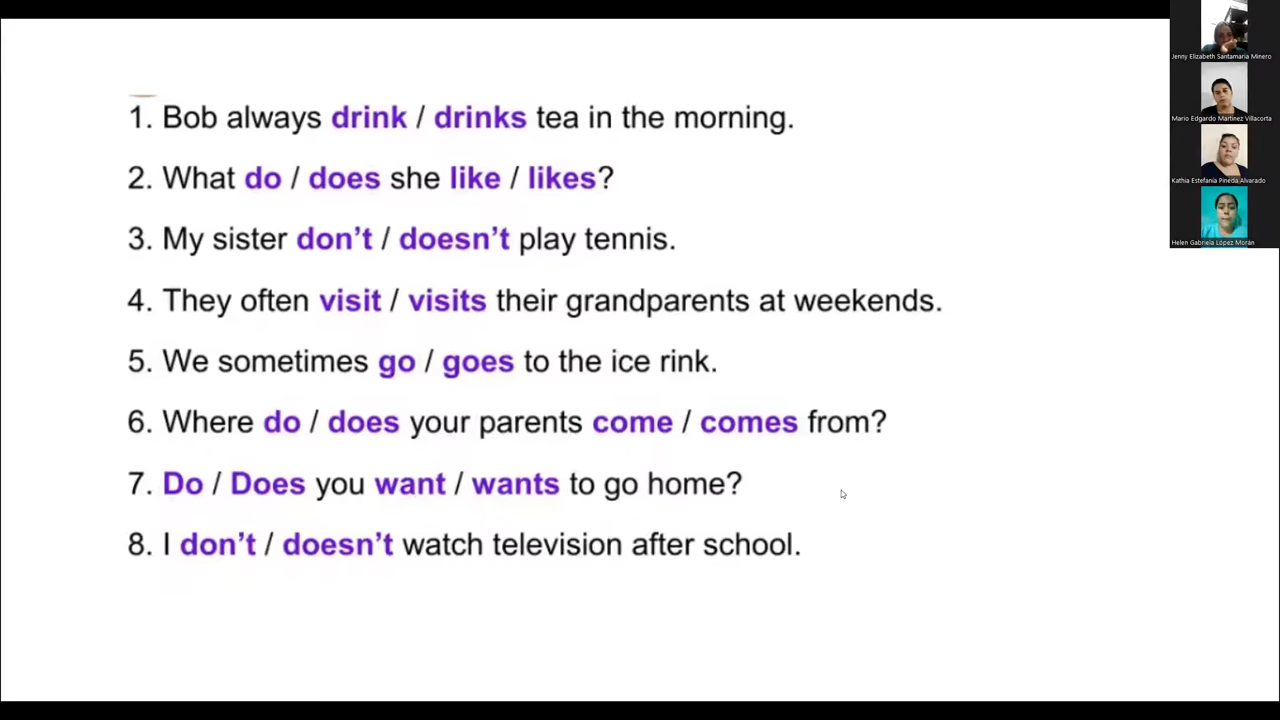 1. Bob always drink / drinks tea in the morning.
2. What do / does she like / likes?
3. My sister don't / doesn't play tennis.
4. They often visit / visits their grandparents at weekends.
5. We sometimes go / goes to the ice rink.
6. Where do / does your parents come / comes from?
7. Do / Does you want / wants to go home?
8. I don't / doesn't watch television after school.
Jenny Elizabeth Santamaria Minero
Mario Edgardo Martínez Villacorta
Kathia Estefanía Pineda Alvarado
Helen Gabriela López Morán